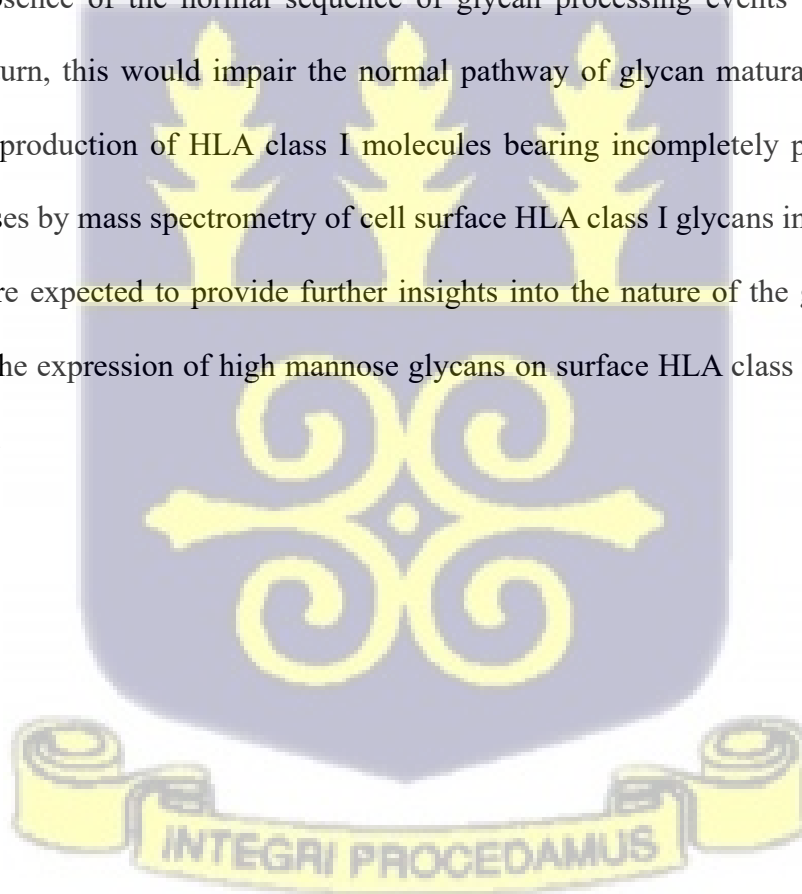 sence of the normal sequence of glycan processing events
urn, this would impair the normal pathway of glycan matura
production of HLA class I molecules bearing incompletely p
ses by mass spectrometry of cell surface HLA class I glycans in
re expected to provide further insights into the nature of the
he expression of high mannose glycans on surface HLA class
INTEGRI PROCEDAMUS